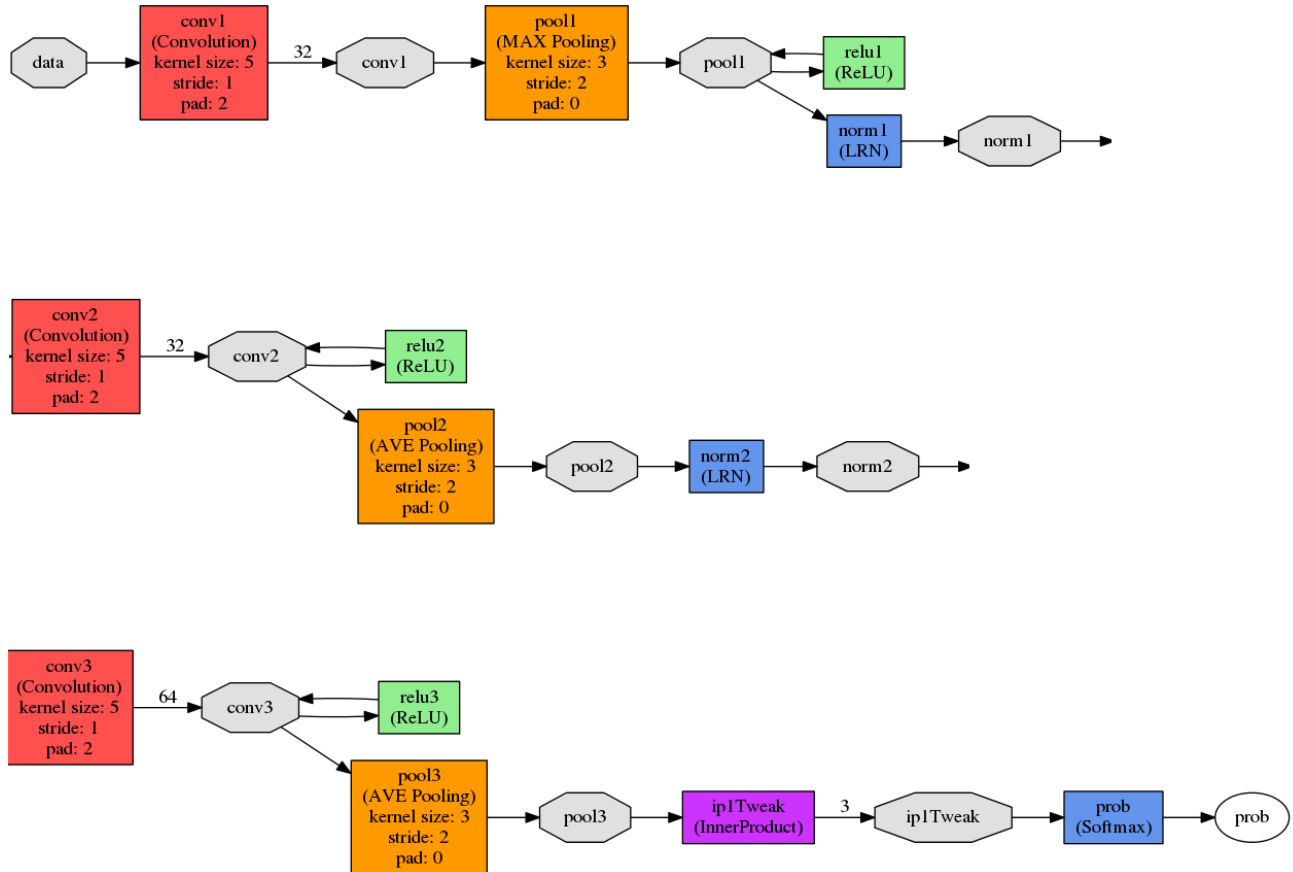 data
conv1
(Convolution)
kernel size: 5
stride: 1
pad: 2
32
conv1
pool1
(MAX Pooling)
kernel size: 3
stride: 2
pad: 0
pool1
relu1
(ReLU)
norm1
(LRN)
norm1
conv2
(Convolution)
kernel size: 5
stride: 1
pad: 2
32
conv2
relu2
(ReLU)
pool2
(AVE Pooling)
kernel size: 3
stride: 2
pad: 0
pool2
norm2
(LRN)
norm2
conv3
(Convolution)
kernel size: 5
stride: 1
pad: 2
64
conv3
relu3
(ReLU)
pool3
(AVE Pooling)
kernel size: 3
stride: 2
pad: 0
pool3
ip1Tweak
(InnerProduct)
3
ip1Tweak
prob
(Softmax)
prob